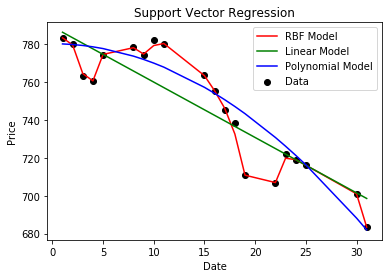 Support Vector Regression
RBF Model
Linear Model
Polynomial Model
Data
Price
780
760
740
720
700
680
0 5 10 15 20 25 30
Date